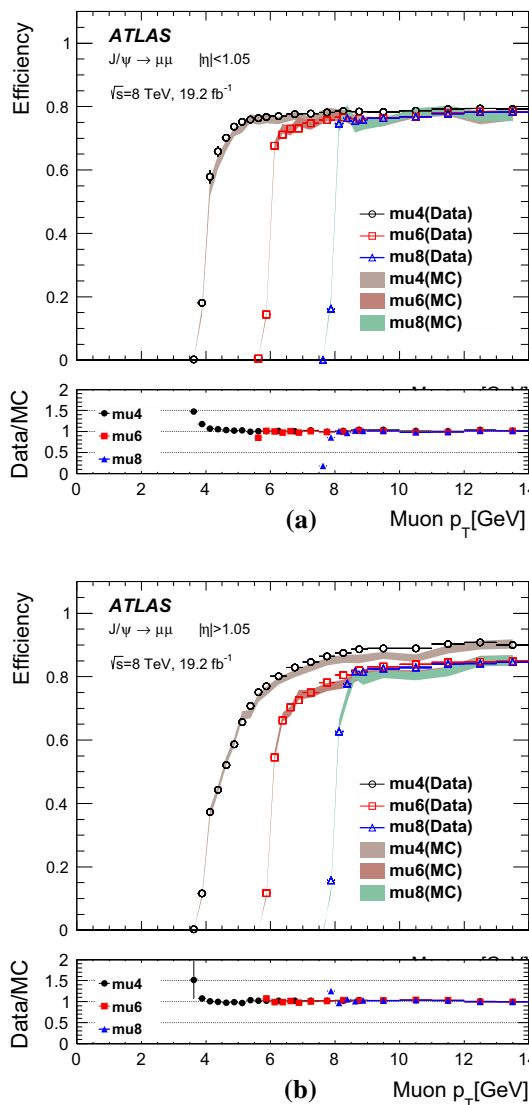 Efficiency
1
0.8
0.6
0.4
0.2
0
ATLAS
J/ψ → μμ |η|<1.05
√s=8 TeV, 19.2 fb⁻¹
mu4(Data)
mu6(Data)
mu8(Data)
mu4(MC)
mu6(MC)
mu8(MC)
Data/MC
2
1.5
1
0.5
0
mu4
mu6
mu8
0 2 4 6 8 10 12 14
Muon p_T[GeV]
(a)
Efficiency
1
0.8
0.6
0.4
0.2
0
ATLAS
J/ψ → μμ |η|>1.05
√s=8 TeV, 19.2 fb⁻¹
mu4(Data)
mu6(Data)
mu8(Data)
mu4(MC)
mu6(MC)
mu8(MC)
Data/MC
2
1.5
1
0.5
0
mu4
mu6
mu8
0 2 4 6 8 10 12 14
Muon p_T[GeV]
(b)